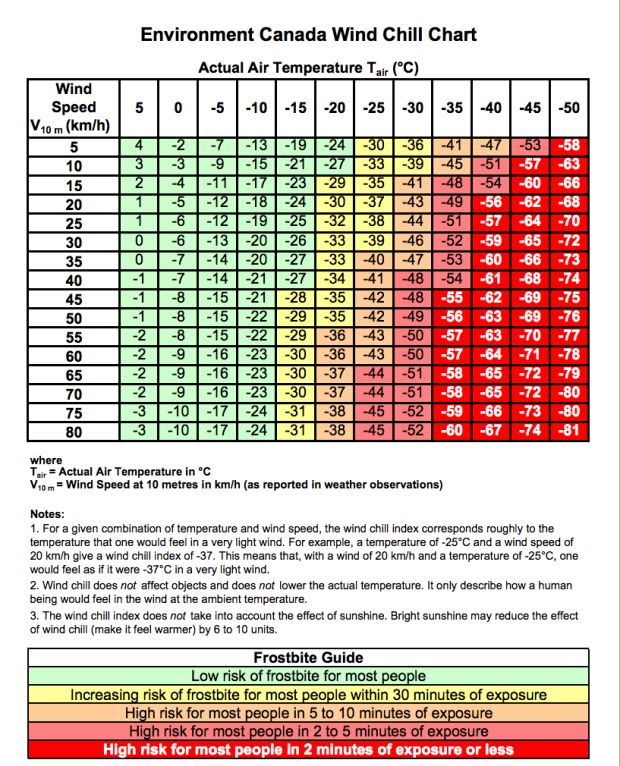 Environment Canada Wind Chill Chart
Actual Air Temperature Tair (°C)
Wind
Speed
V10 m (km/h)
5 0 -5 -10 -15 -20 -25 -30 -35 -40 -45 -50
5 4 -2 -7 -13 -19 -24 -30 -36 -41 -47 -53 -58
10 3 -3 -9 -15 -21 -27 -33 -39 -45 -51 -57 -63
15 2 -4 -11 -17 -23 -29 -35 -41 -48 -54 -60 -66
20 1 -5 -12 -18 -24 -30 -37 -43 -49 -56 -62 -68
25 1 -6 -12 -19 -25 -32 -38 -44 -51 -57 -64 -70
30 0 -6 -13 -20 -26 -33 -39 -46 -52 -59 -65 -72
35 0 -7 -14 -20 -27 -33 -40 -47 -53 -60 -66 -73
40 -1 -7 -14 -21 -27 -34 -41 -48 -54 -61 -68 -74
45 -1 -8 -15 -21 -28 -35 -42 -48 -55 -62 -69 -75
50 -1 -8 -15 -22 -29 -35 -42 -49 -56 -63 -69 -76
55 -2 -8 -15 -22 -29 -36 -43 -50 -57 -63 -70 -77
60 -2 -9 -16 -23 -30 -36 -43 -50 -57 -64 -71 -78
65 -2 -9 -16 -23 -30 -37 -44 -51 -58 -65 -72 -79
70 -2 -9 -16 -23 -30 -37 -44 -51 -58 -65 -72 -80
75 -3 -10 -17 -24 -31 -38 -45 -52 -59 -66 -73 -80
80 -3 -10 -17 -24 -31 -38 -45 -52 -60 -67 -74 -81
where
Tair = Actual Air Temperature in °C
V10 m = Wind Speed at 10 metres in km/h (as reported in weather observations)
Notes:
1. For a given combination of temperature and wind speed, the wind chill index corresponds roughly to the
temperature that one would feel in a very light wind. For example, a temperature of -25°C and a wind speed of
20 km/h give a wind chill index of -37. This means that, with a wind of 20 km/h and a temperature of -25°C, one
would feel as if it were -37°C in a very light wind.
2. Wind chill does not affect objects and does not lower the actual temperature. It only describe how a human
being would feel in the wind at the ambient temperature.
3. The wind chill index does not take into account the effect of sunshine. Bright sunshine may reduce the effect
of wind chill (make it feel warmer) by 6 to 10 units.
Frostbite Guide
Low risk of frostbite for most people
Increasing risk of frostbite for most people within 30 minutes of exposure
High risk for most people in 5 to 10 minutes of exposure
High risk for most people in 2 to 5 minutes of exposure
High risk for most people in 2 minutes of exposure or less